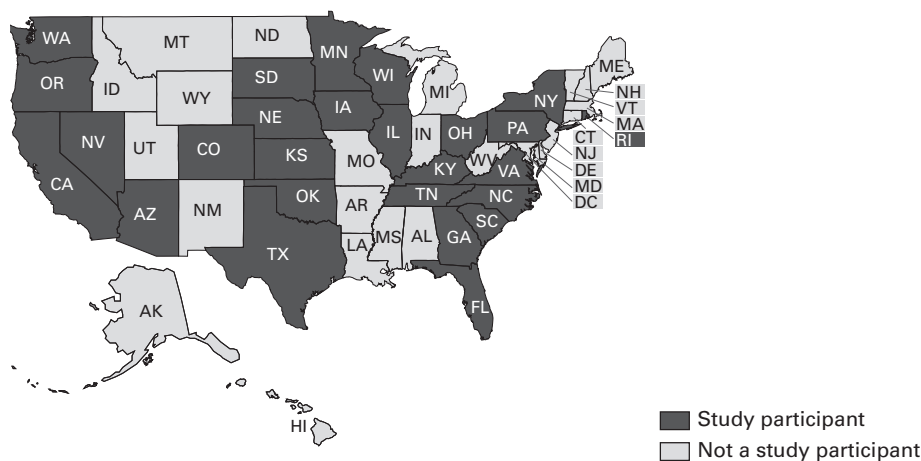 WA
MT
ND
MN
ME
OR
ID
SD
WI
MI
NY
NH
VT
MA
RI
WY
IA
NE
PA
CT
NJ
DE
MD
DC
NV
UT
CO
IL
IN
OH
KS
MO
WV
VA
KY
CA
AZ
NM
OK
AR
TN
NC
SC
TX
LA
MS
AL
GA
FL
AK
HI
Study participant
Not a study participant